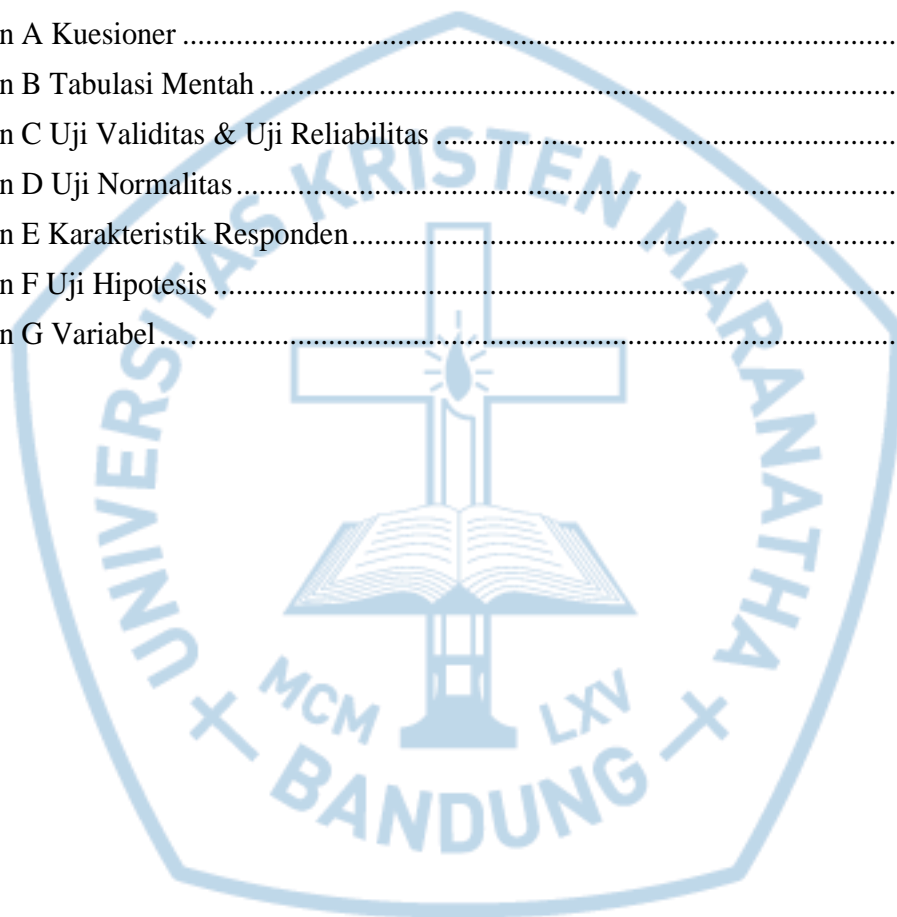 n A Kuesioner ...........................................................................................................
n B Tabulasi Mentah ...............................................................................................
n C Uji Validitas & Uji Reliabilitas ......................................................................
n D Uji Normalitas ...................................................................................................
n E Karakteristik Responden ..................................................................................
n F Uji Hipotesis ......................................................................................................
n G Variabel .............................................................................................................
UNIVERSITAS KRISTEN MARANATHA
MCM LXV
BANDUNG